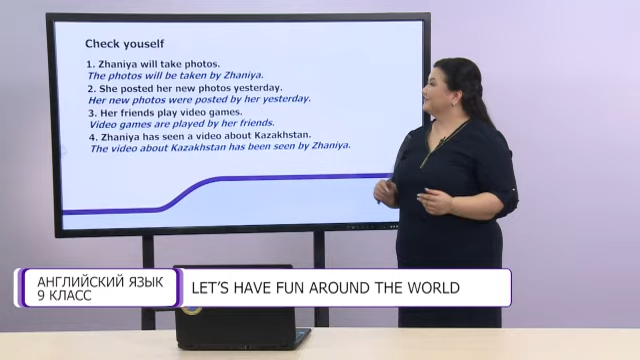 Check youself
1. Zhaniya will take photos.
The photos will be taken by Zhaniya.
2. She posted her new photos yesterday.
Her new photos were posted by her yesterday.
3. Her friends play video games.
Video games are played by her friends.
4. Zhaniya has seen a video about Kazakhstan.
The video about Kazakhstan has been seen by Zhaniya.
АНГЛИЙСКИЙ ЯЗЫК
9 КЛАСС
LET’S HAVE FUN AROUND THE WORLD